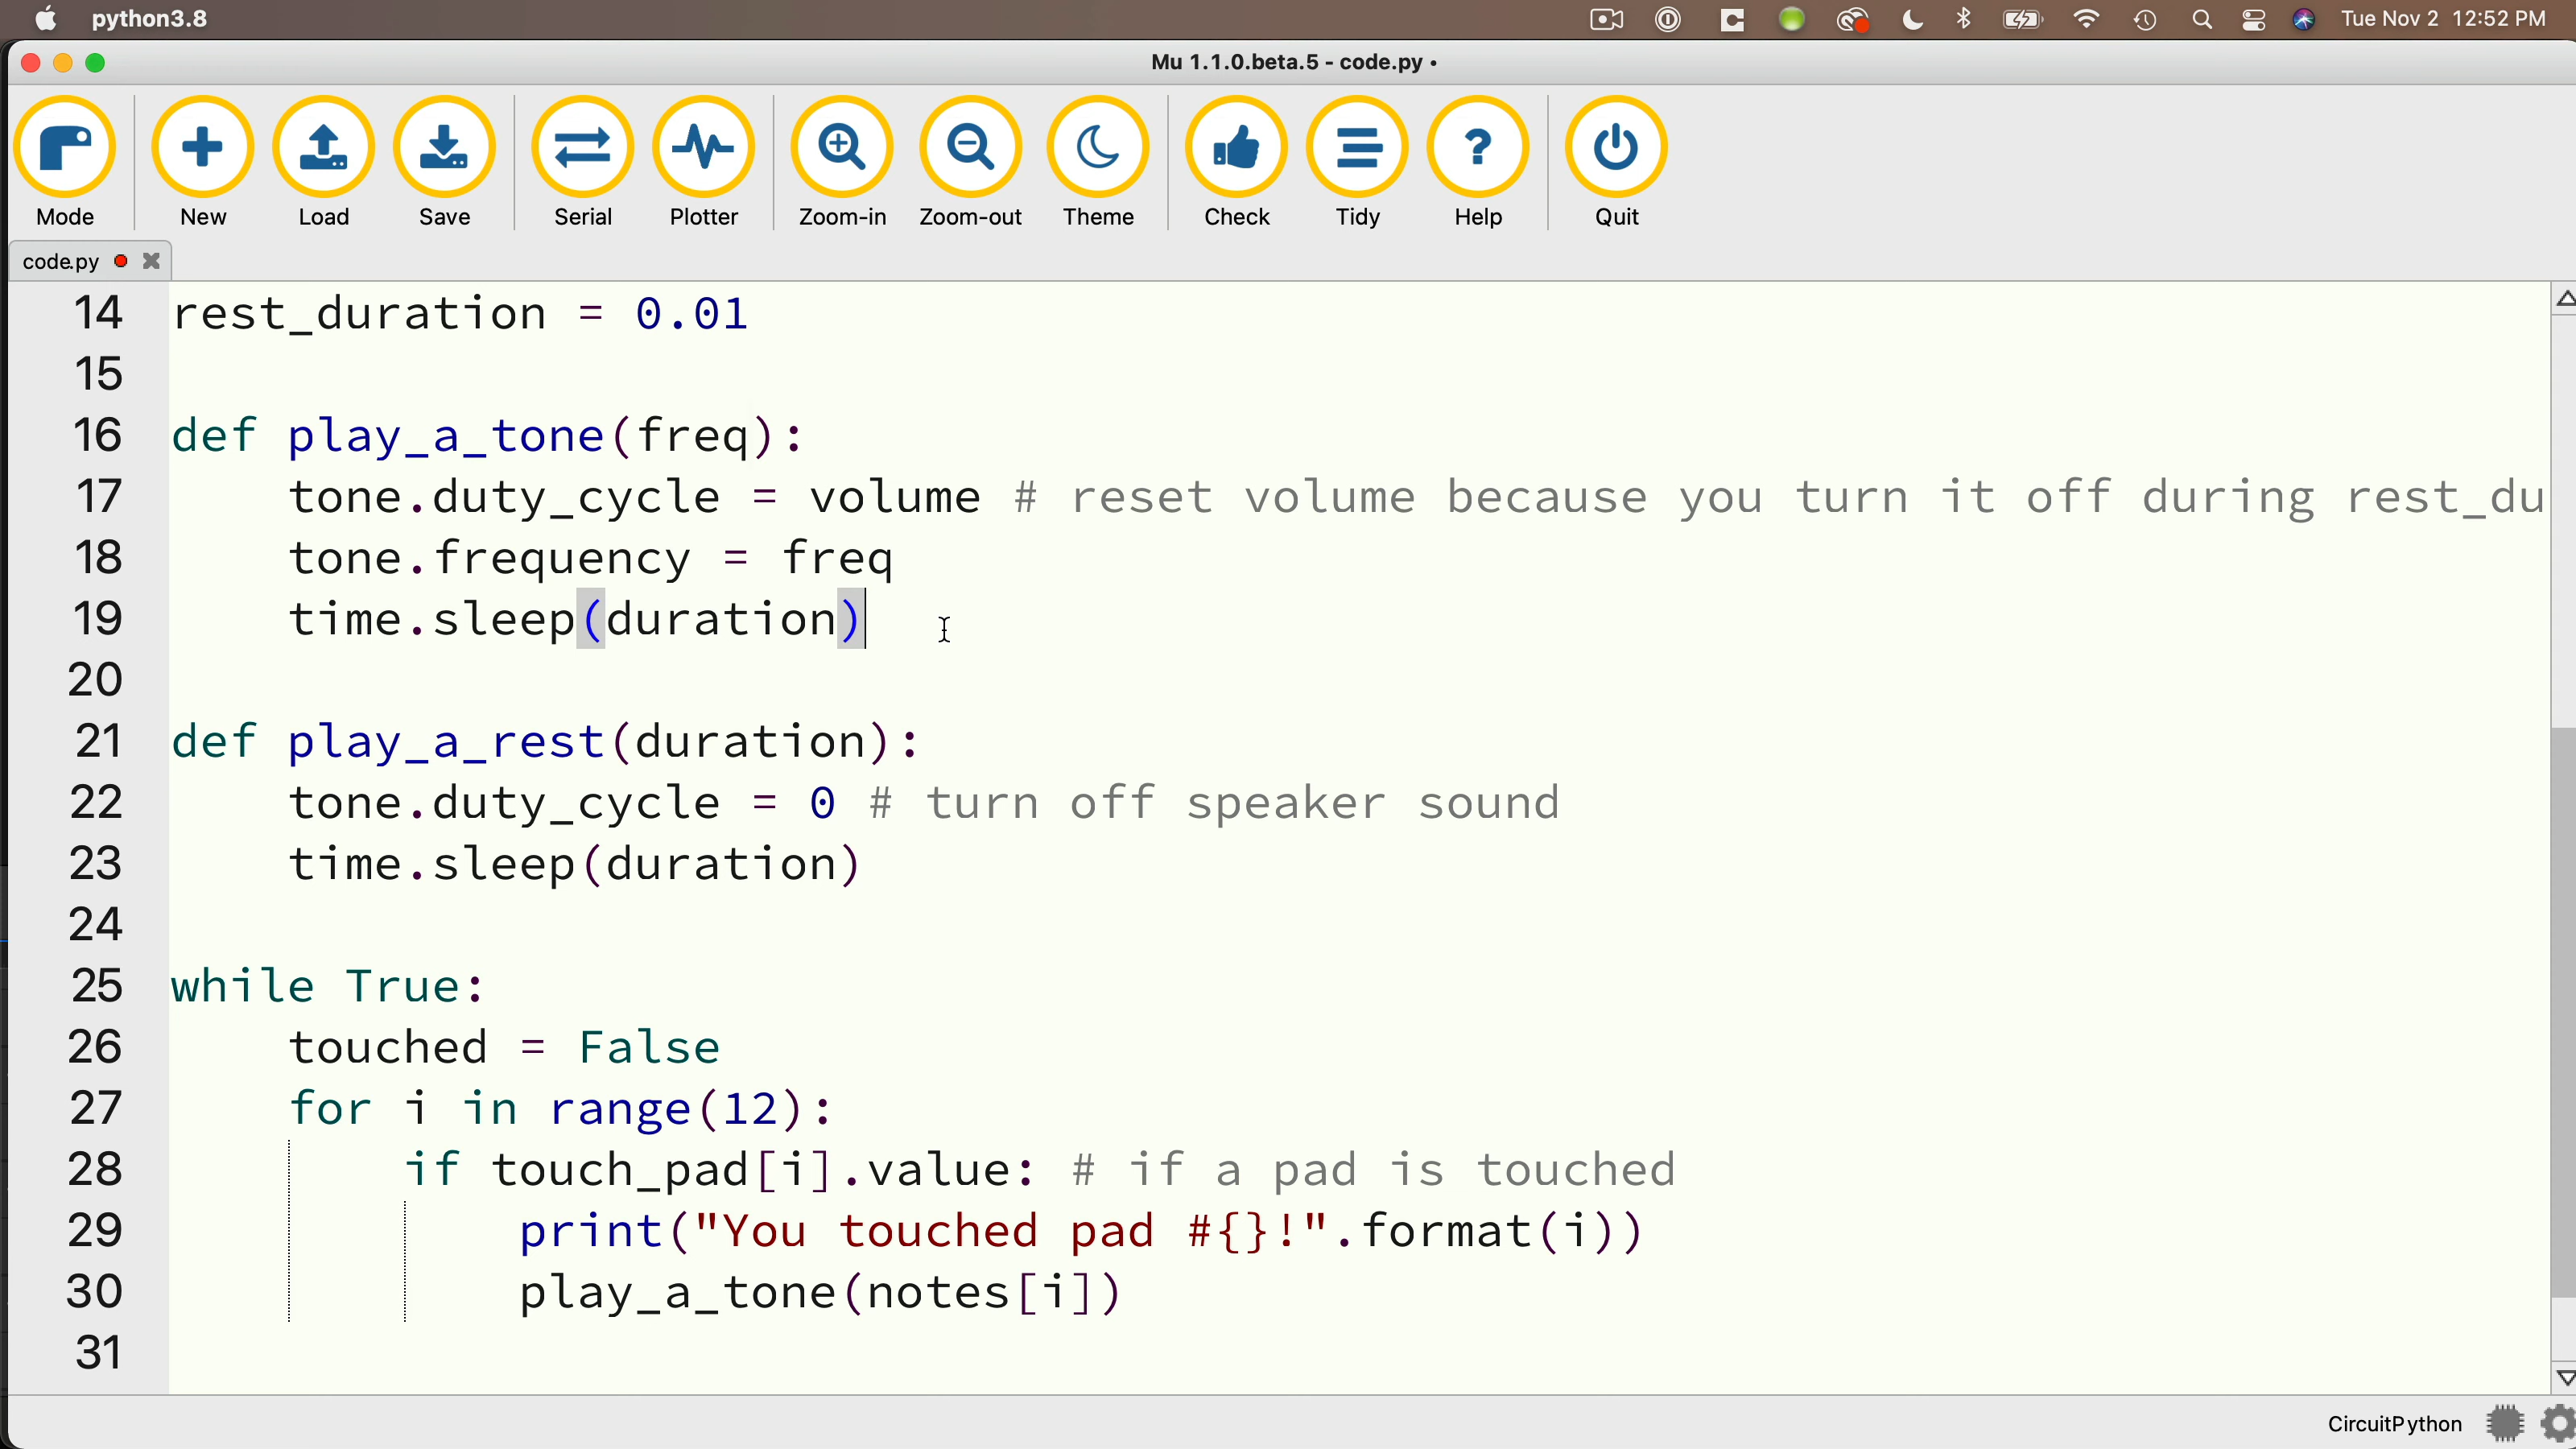 python3.8
Tue Nov 2 12:52 PM
Mu 1.1.0.beta.5 - code.py •
Mode New Load Save Serial Plotter Zoom-in Zoom-out Theme Check Tidy Help Quit
code.py
14 rest_duration = 0.01
15
16 def play_a_tone(freq):
17     tone.duty_cycle = volume # reset volume because you turn it off during rest_du
18     tone.frequency = freq
19     time.sleep(duration)
20
21 def play_a_rest(duration):
22     tone.duty_cycle = 0 # turn off speaker sound
23     time.sleep(duration)
24
25 while True:
26     touched = False
27     for i in range(12):
28         if touch_pad[i].value: # if a pad is touched
29             print("You touched pad #{}!".format(i))
30             play_a_tone(notes[i])
31
CircuitPython